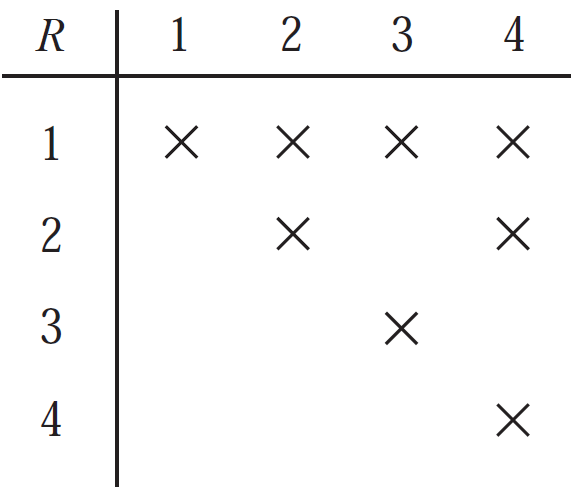 R 1 2 3 4
1 × × × ×
2 × ×
3 ×
4 ×